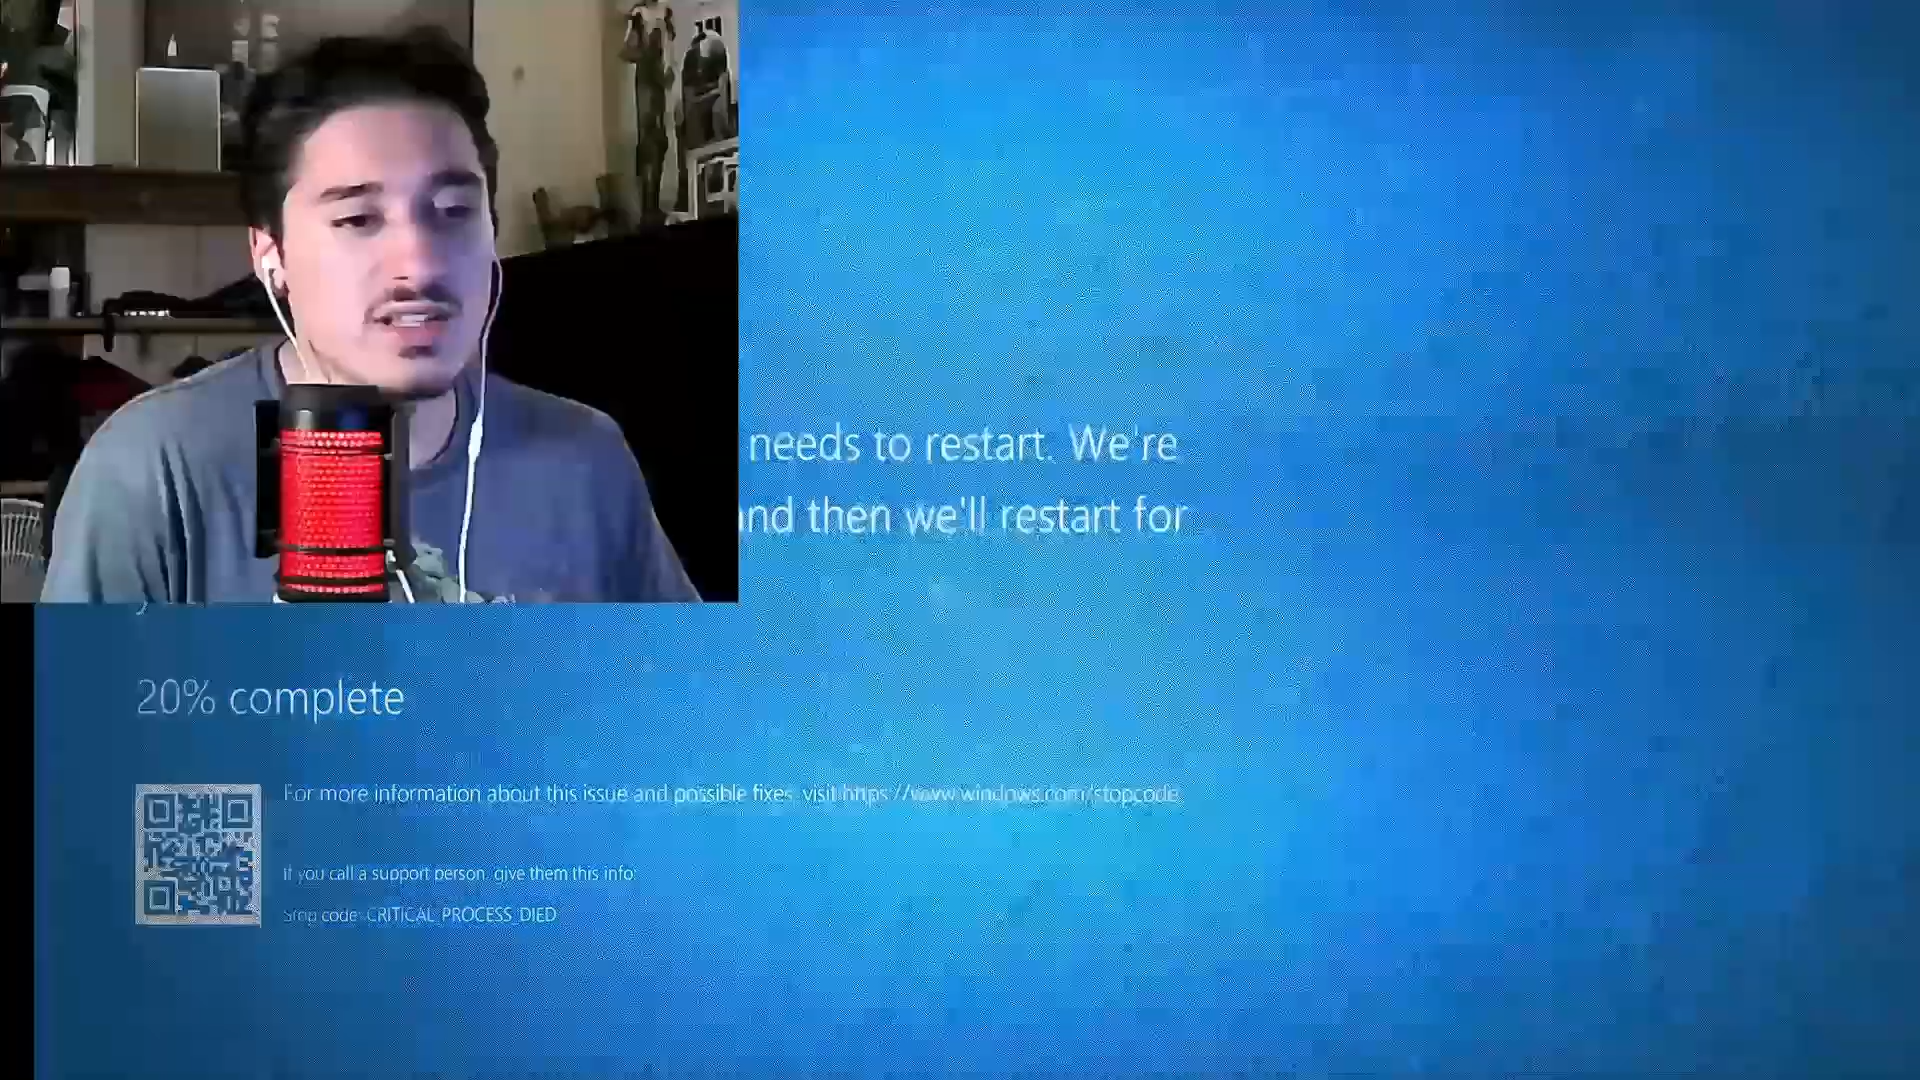 needs to restart. We're
and then we'll restart for
20% complete
For more information about this issue and possible fixes, visit https://www.windows.com/stopcode
If you call a support person, give them this info:
Stop code: CRITICAL_PROCESS_DIED